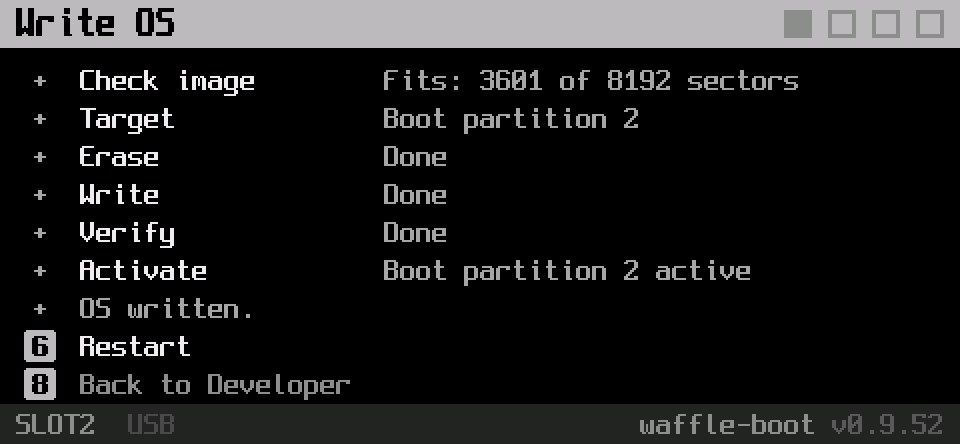 Write OS
+ Check image Fits: 3601 of 8192 sectors
+ Target Boot partition 2
+ Erase Done
+ Write Done
+ Verify Done
+ Activate Boot partition 2 active
+ OS written.
6 Restart
8 Back to Developer
SLOT2 USB waffle-boot v0.9.52